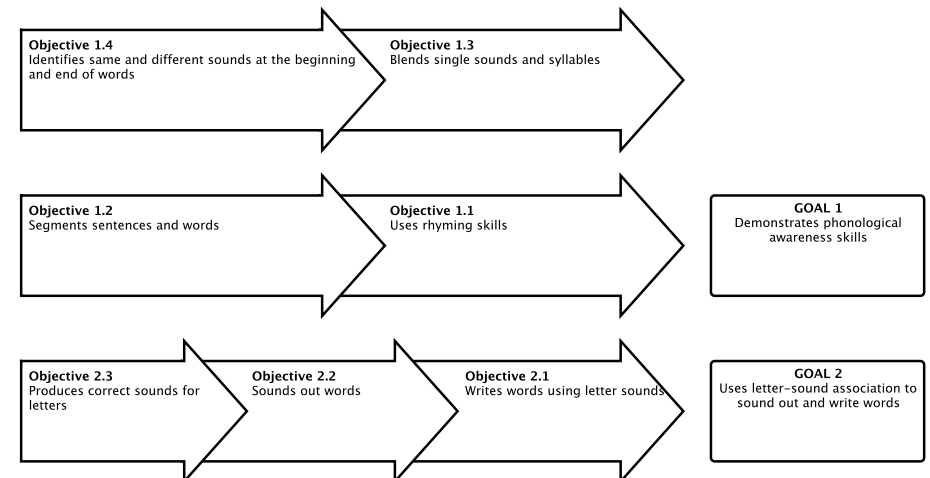 Objective 1.4
Identifies same and different sounds at the beginning
and end of words
Objective 1.3
Blends single sounds and syllables
Objective 1.2
Segments sentences and words
Objective 1.1
Uses rhyming skills
GOAL 1
Demonstrates phonological
awareness skills
Objective 2.3
Produces correct sounds for
letters
Objective 2.2
Sounds out words
Objective 2.1
Writes words using letter sounds
GOAL 2
Uses letter-sound association to
sound out and write words